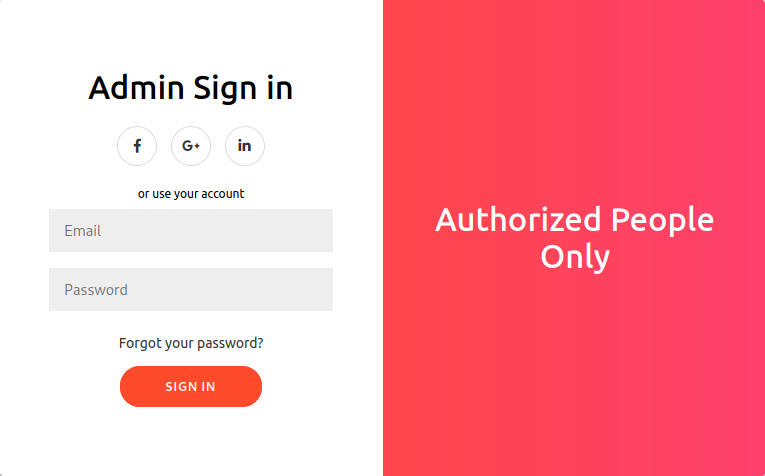 Admin Sign in
f G+ in
or use your account
Email
Password
Forgot your password?
SIGN IN
Authorized People
Only